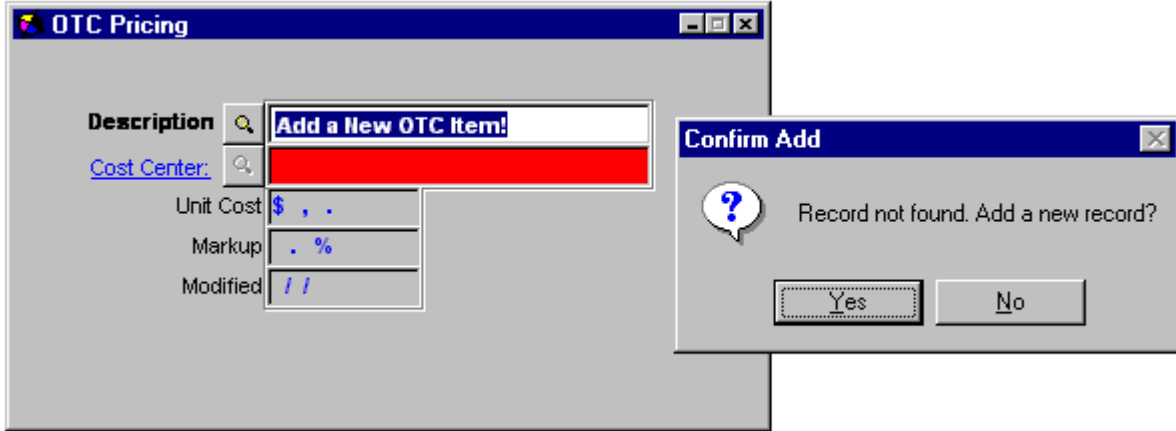 OTC Pricing
Description Add a New OTC Item!
Cost Center:
Unit Cost $ , .
Markup . %
Modified / /
Confirm Add
Record not found. Add a new record?
Yes No